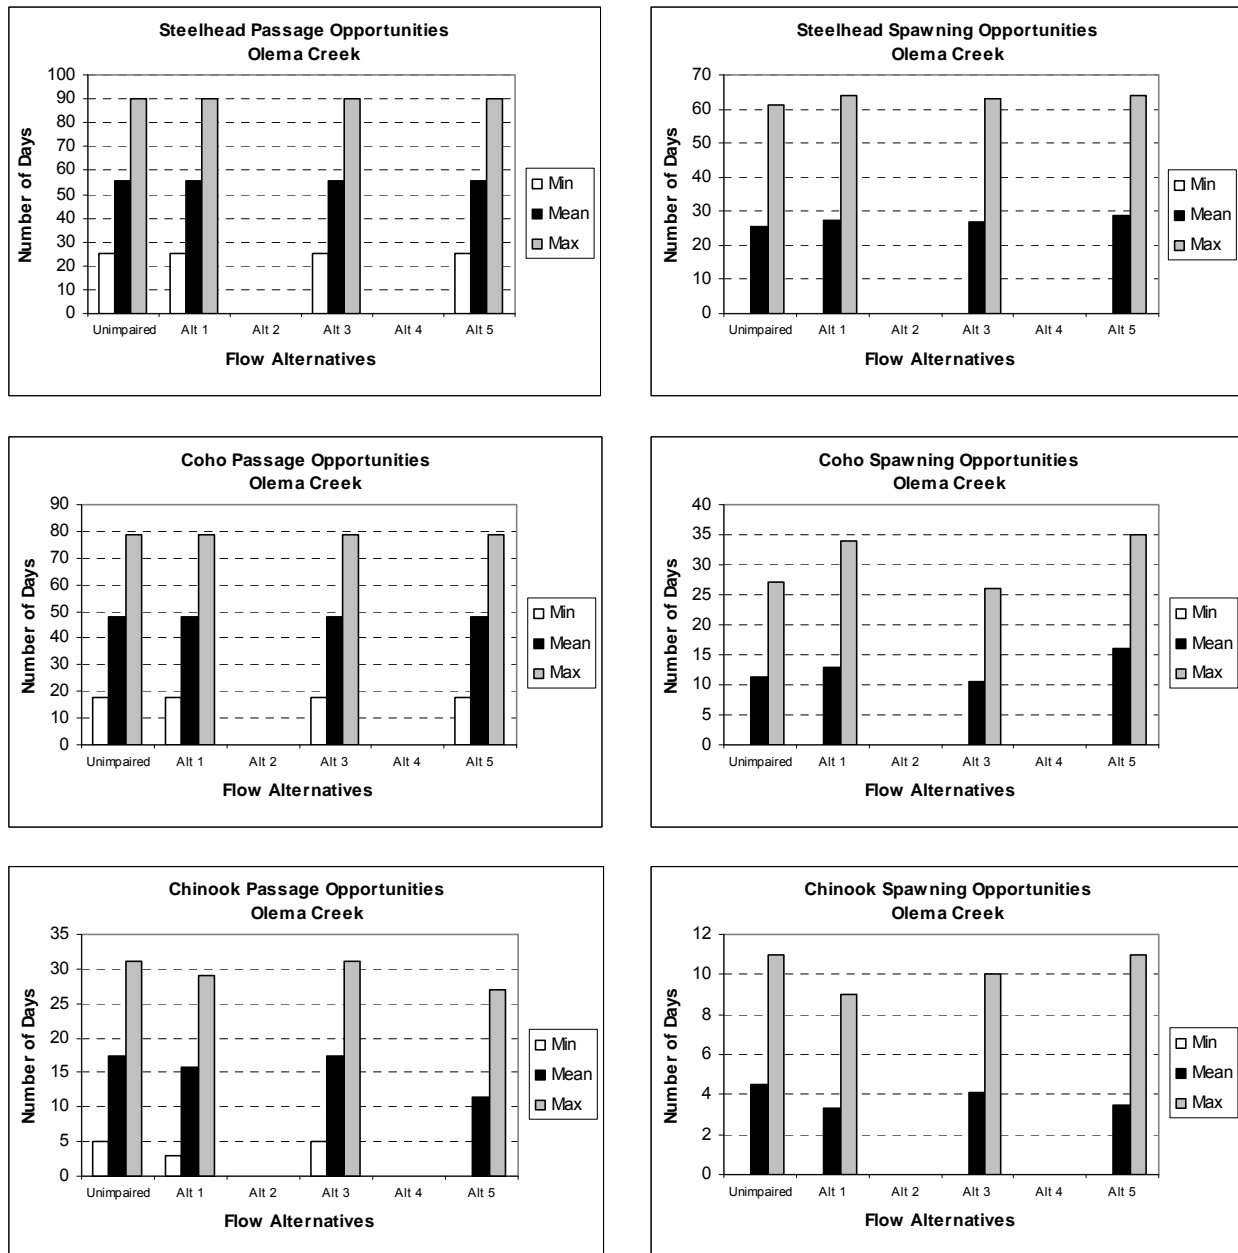 Steelhead Passage Opportunities
Olema Creek
Number of Days
100
90
80
70
60
50
40
30
20
10
0
Unimpaired Alt 1 Alt 2 Alt 3 Alt 4 Alt 5
Flow Alternatives
Min
Mean
Max
Steelhead Spawning Opportunities
Olema Creek
Number of Days
70
60
50
40
30
20
10
0
Unimpaired Alt 1 Alt 2 Alt 3 Alt 4 Alt 5
Flow Alternatives
Min
Mean
Max
Coho Passage Opportunities
Olema Creek
Number of Days
90
80
70
60
50
40
30
20
10
0
Unimpaired Alt 1 Alt 2 Alt 3 Alt 4 Alt 5
Flow Alternatives
Min
Mean
Max
Coho Spawning Opportunities
Olema Creek
Number of Days
40
35
30
25
20
15
10
5
0
Unimpaired Alt 1 Alt 2 Alt 3 Alt 4 Alt 5
Flow Alternatives
Min
Mean
Max
Chinook Passage Opportunities
Olema Creek
Number of Days
35
30
25
20
15
10
5
0
Unimpaired Alt 1 Alt 2 Alt 3 Alt 4 Alt 5
Flow Alternatives
Min
Mean
Max
Chinook Spawning Opportunities
Olema Creek
Number of Days
12
10
8
6
4
2
0
Unimpaired Alt 1 Alt 2 Alt 3 Alt 4 Alt 5
Flow Alternatives
Min
Mean
Max